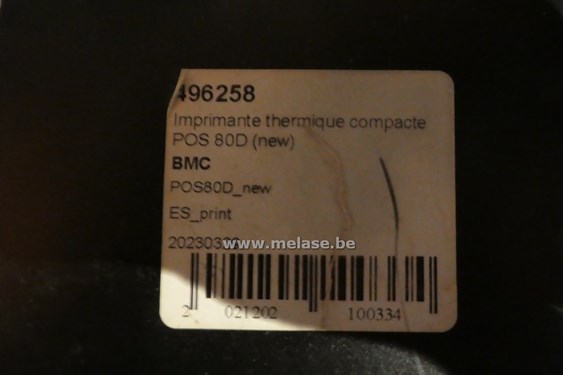 496258
Imprimante thermique compacte
POS 80D (new)
BMC
POS80D_new
ES_print
www.melase.be
2 021202 100334